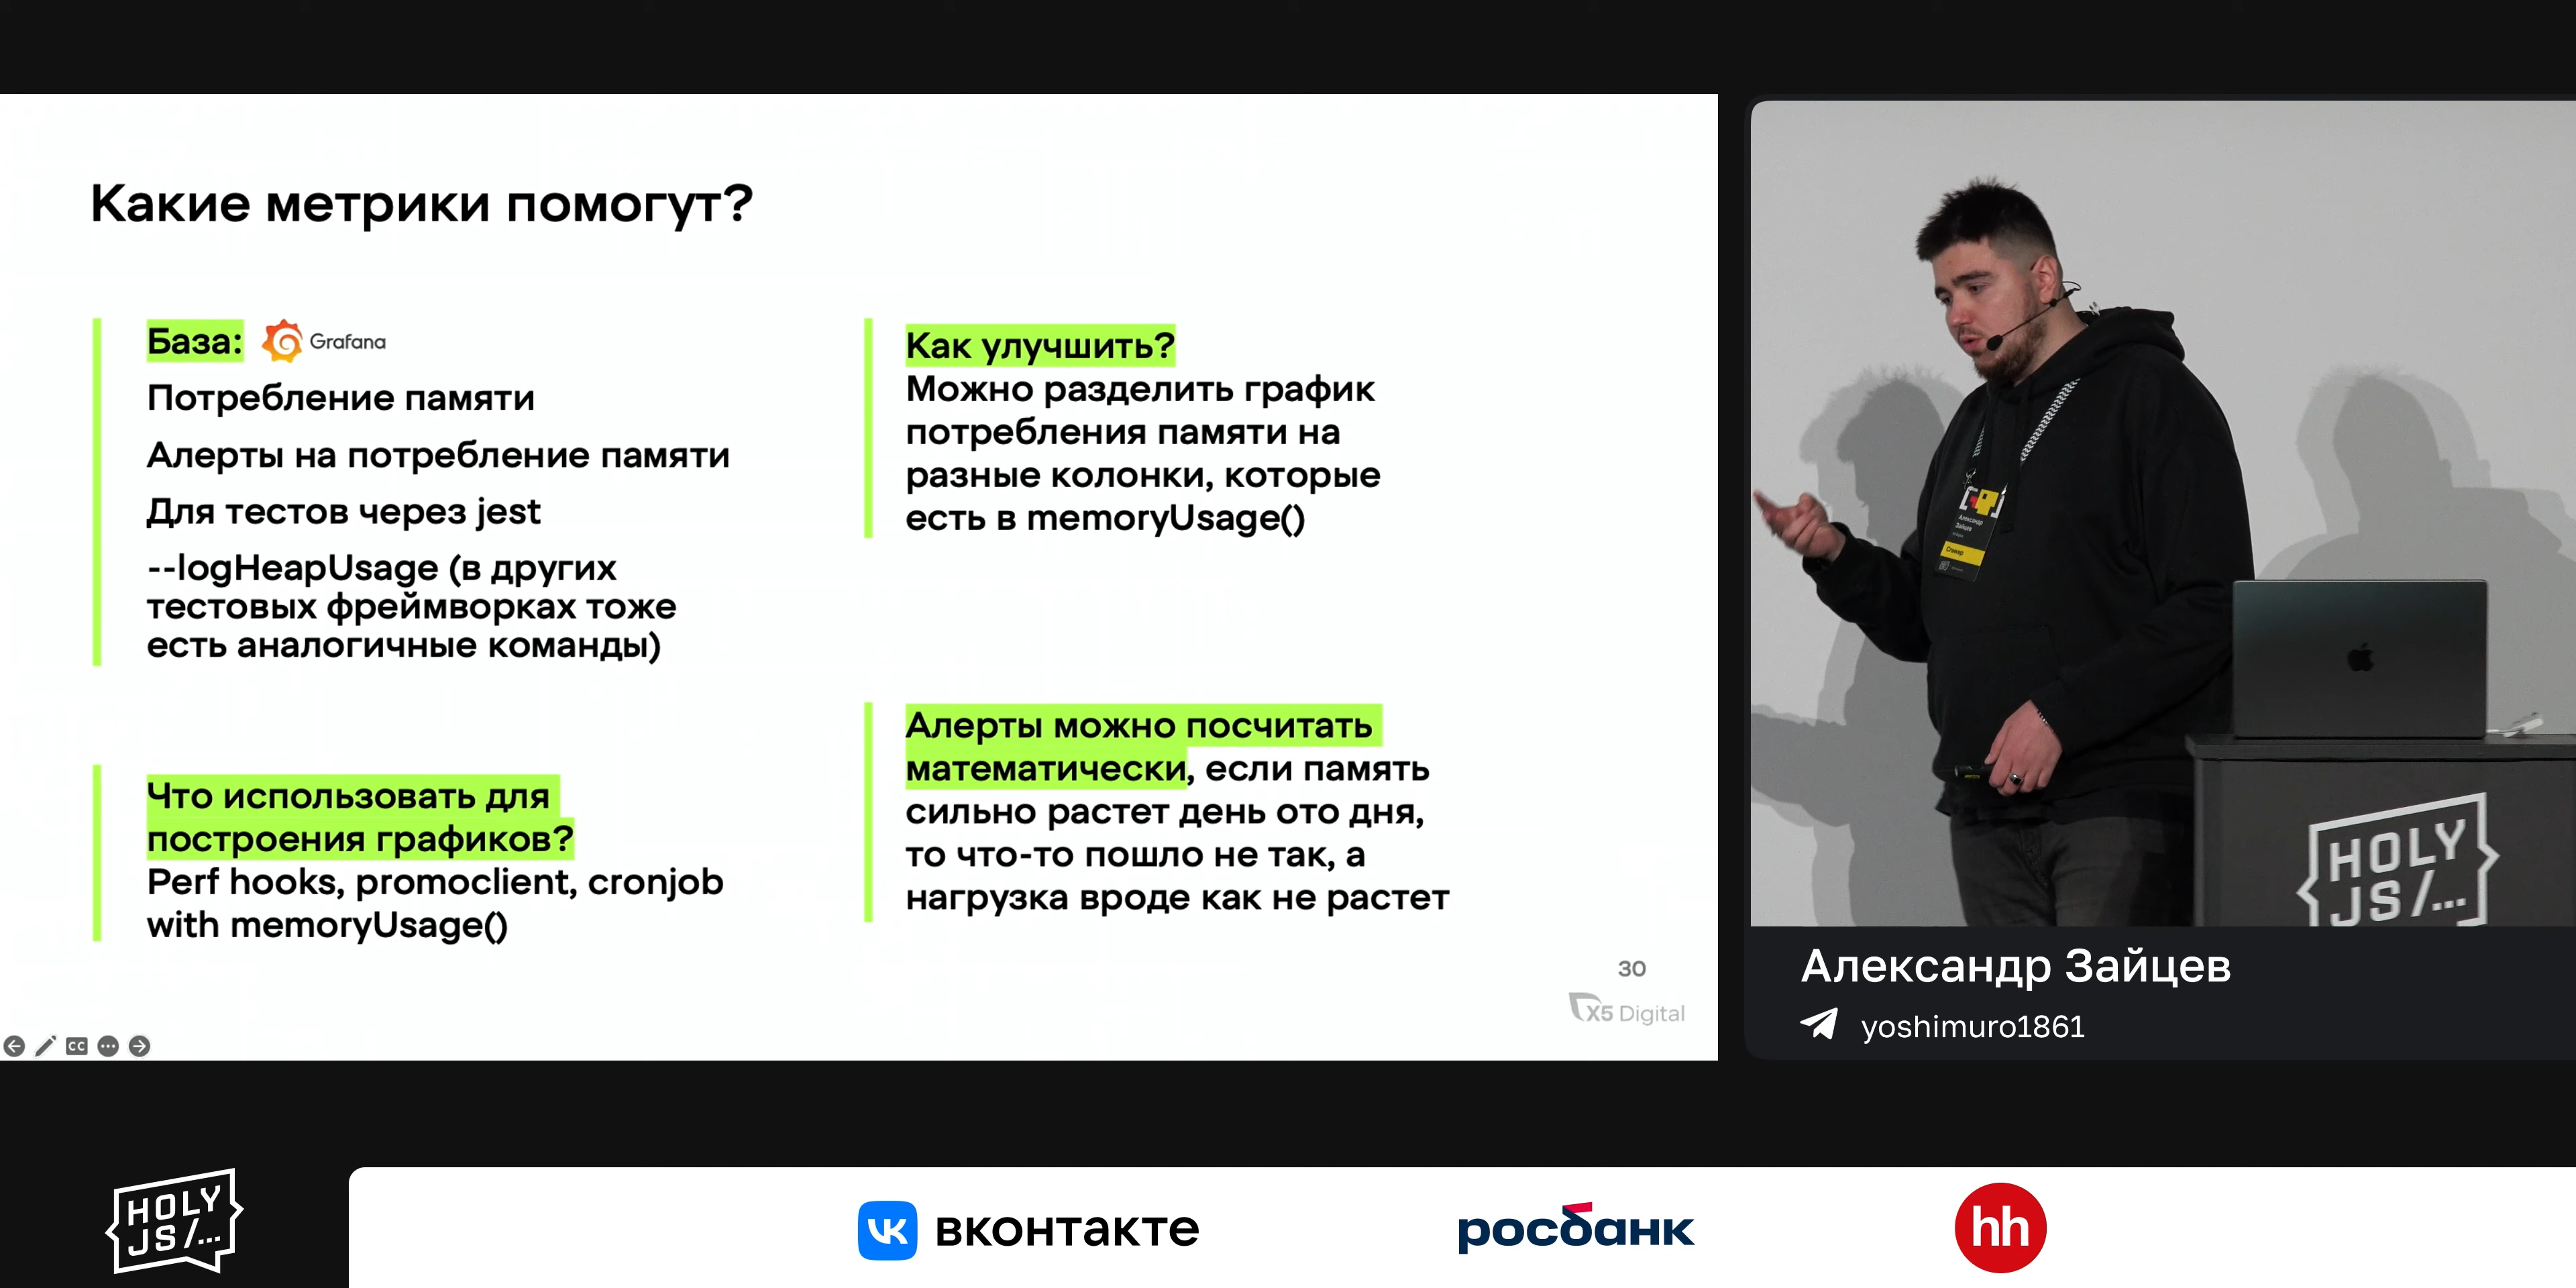 Какие метрики помогут?
База:
Grafana
Потребление памяти
Алерты на потребление памяти
Для тестов через jest
--logHeapUsage (в других
тестовых фреймворках тоже
есть аналогичные команды)
Что использовать для
построения графиков?
Perf hooks, promoclient, cronjob
with memoryUsage()
Как улучшить?
Можно разделить график
потребления памяти на
разные колонки, которые
есть в memoryUsage()
Алерты можно посчитать
математически, если память
сильно растет день ото дня,
то что-то пошло не так, а
нагрузка вроде как не растет
30
X5 Digital
CC
Александр
Зайцев
Спикер
HOLY
JS/...
Александр Зайцев
yoshimuro1861
HOLY
JS/...
вконтакте
росбанк
hh